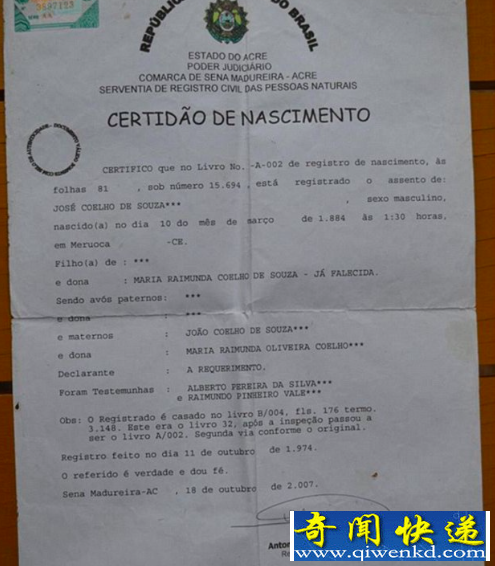 3897123
REPÚBLICA DO BRASIL
ESTADO DO ACRE
PODER JUDICIÁRIO
COMARCA DE SENA MADUREIRA - ACRE
SERVENTIA DE REGISTRO CIVIL DAS PESSOAS NATURAIS
CERTIDÃO DE NASCIMENTO
CERTIFICO que no Livro No. -A-002 de registro de nascimento, às
folhas 81 , sob número 15.694 , está registrado o assento de:
JOSÉ COELHO DE SOUZA*** , sexo masculino,
nascido(a) no dia 10 do mês de março de 1.884 às 1:30 horas,
em Meruoca -CE.
Filho(a) de : ***
e dona : MARIA RAIMUNDA COELHO DE SOUZA - JÁ FALECIDA.
Sendo avós paternos: ***
e dona : ***
e maternos : JOÃO COELHO DE SOUZA***
e dona : MARIA RAIMUNDA OLIVEIRA COELHO***
Declarante : A REQUERIMENTO.
Foram Testemunhas : ALBERTO PEREIRA DA SILVA***
e RAIMUNDO PINHEIRO VALE***
Obs: O Registrado é casado no livro B/004, fls. 176 termo.
3.148. Este era o livro 32, após a inspeção passou a
ser o livro A/002. Segunda via conforme o original.
Registro feito no dia 11 de outubro de 1.974.
O referido é verdade e dou fé.
Sena Madureira-AC , 18 de outubro de 2.007.
奇闻快递
www.qiwenkd.com